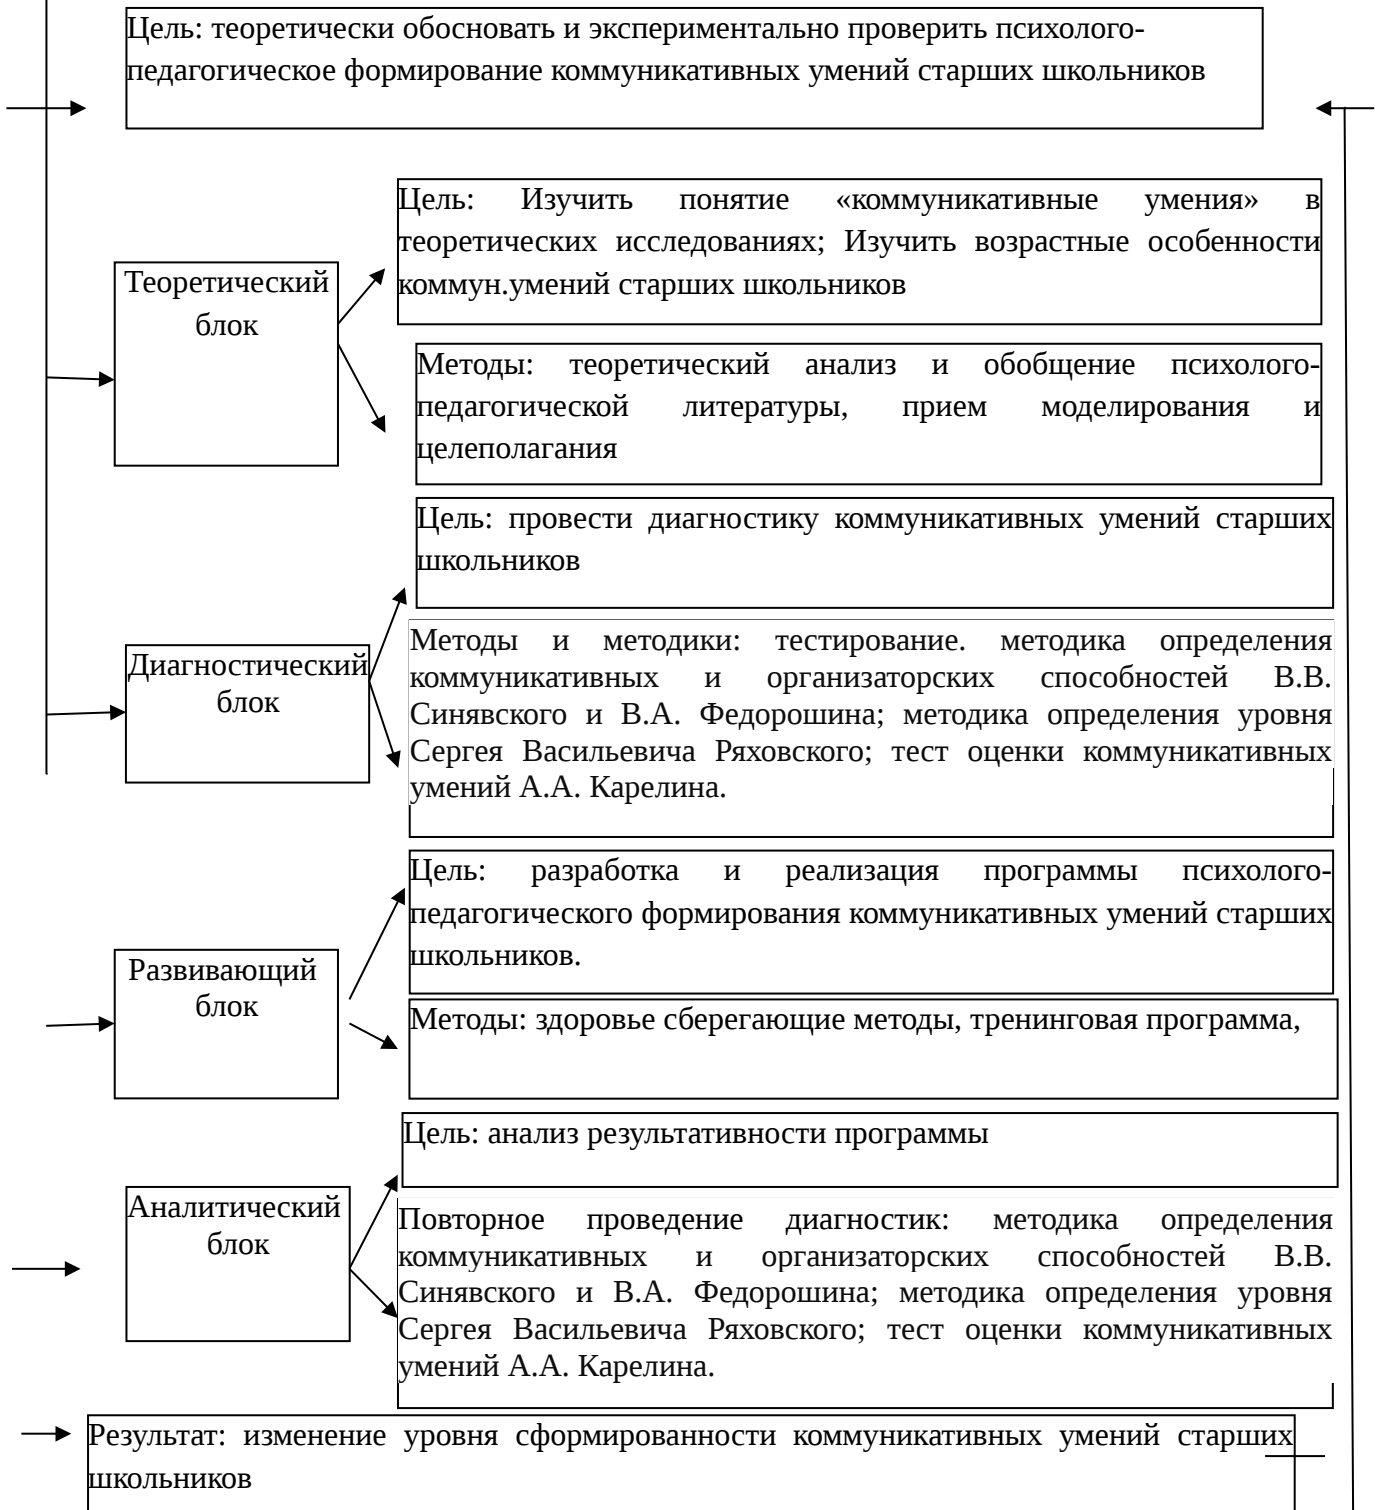 Цель: теоретически обосновать и экспериментально проверить психолого-
педагогическое формирование коммуникативных умений старших школьников
Теоретический
блок
Цель: Изучить понятие «коммуникативные умения» в
теоретических исследованиях; Изучить возрастные особенности
коммун.умений старших школьников
Методы: теоретический анализ и обобщение психолого-
педагогической литературы, прием моделирования и
целеполагания
Диагностический
блок
Цель: провести диагностику коммуникативных умений старших
школьников
Методы и методики: тестирование. методика определения
коммуникативных и организаторских способностей В.В.
Синявского и В.А. Федорошина; методика определения уровня
Сергея Васильевича Ряховского; тест оценки коммуникативных
умений А.А. Карелина.
Развивающий
блок
Цель: разработка и реализация программы психолого-
педагогического формирования коммуникативных умений старших
школьников.
Методы: здоровье сберегающие методы, тренинговая программа,
Аналитический
блок
Цель: анализ результативности программы
Повторное проведение диагностик: методика определения
коммуникативных и организаторских способностей В.В.
Синявского и В.А. Федорошина; методика определения уровня
Сергея Васильевича Ряховского; тест оценки коммуникативных
умений А.А. Карелина.
Результат: изменение уровня сформированности коммуникативных умений старших
школьников